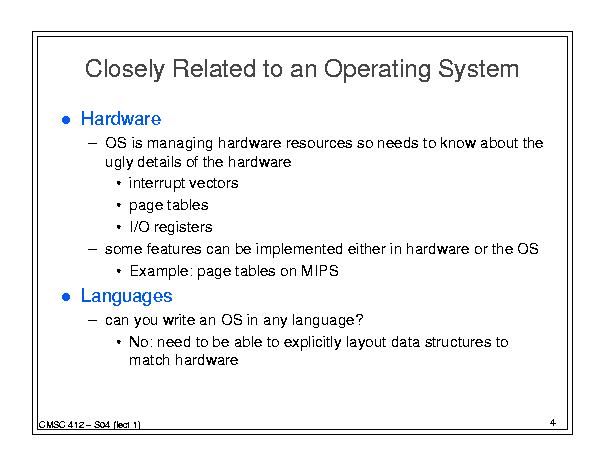 Closely Related to an Operating System
● Hardware
– OS is managing hardware resources so needs to know about the
ugly details of the hardware
• interrupt vectors
• page tables
• I/O registers
– some features can be implemented either in hardware or the OS
• Example: page tables on MIPS
● Languages
– can you write an OS in any language?
• No: need to be able to explicitly layout data structures to
match hardware
CMSC 412 – S04 (lect 1)
4